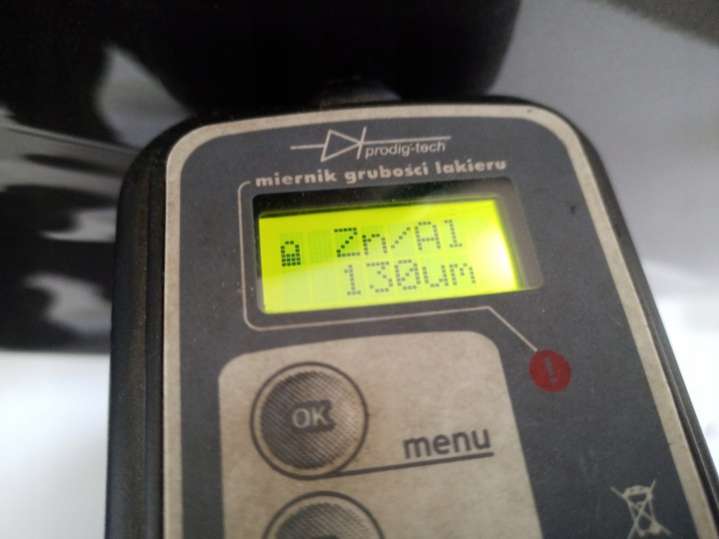 prodig-tech
miernik grubości lakieru
Zn/Al
130um
!
OK
menu